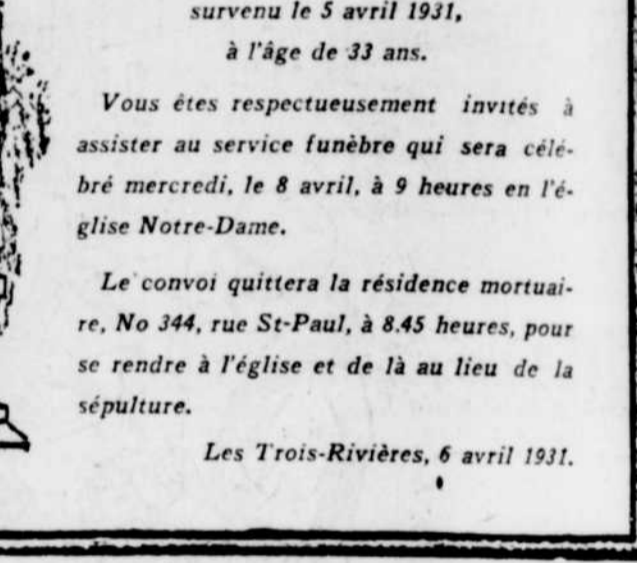 survenu le 5 avril 1931,
à l'âge de 33 ans.
Vous êtes respectueusement invités à
assister au service funèbre qui sera célé-
bré mercredi, le 8 avril, à 9 heures en l'é-
glise Notre-Dame.
Le convoi quittera la résidence mortuai-
re, No 344, rue St-Paul, à 8.45 heures, pour
se rendre à l'église et de là au lieu de la
sépulture.
Les Trois-Rivières, 6 avril 1931.